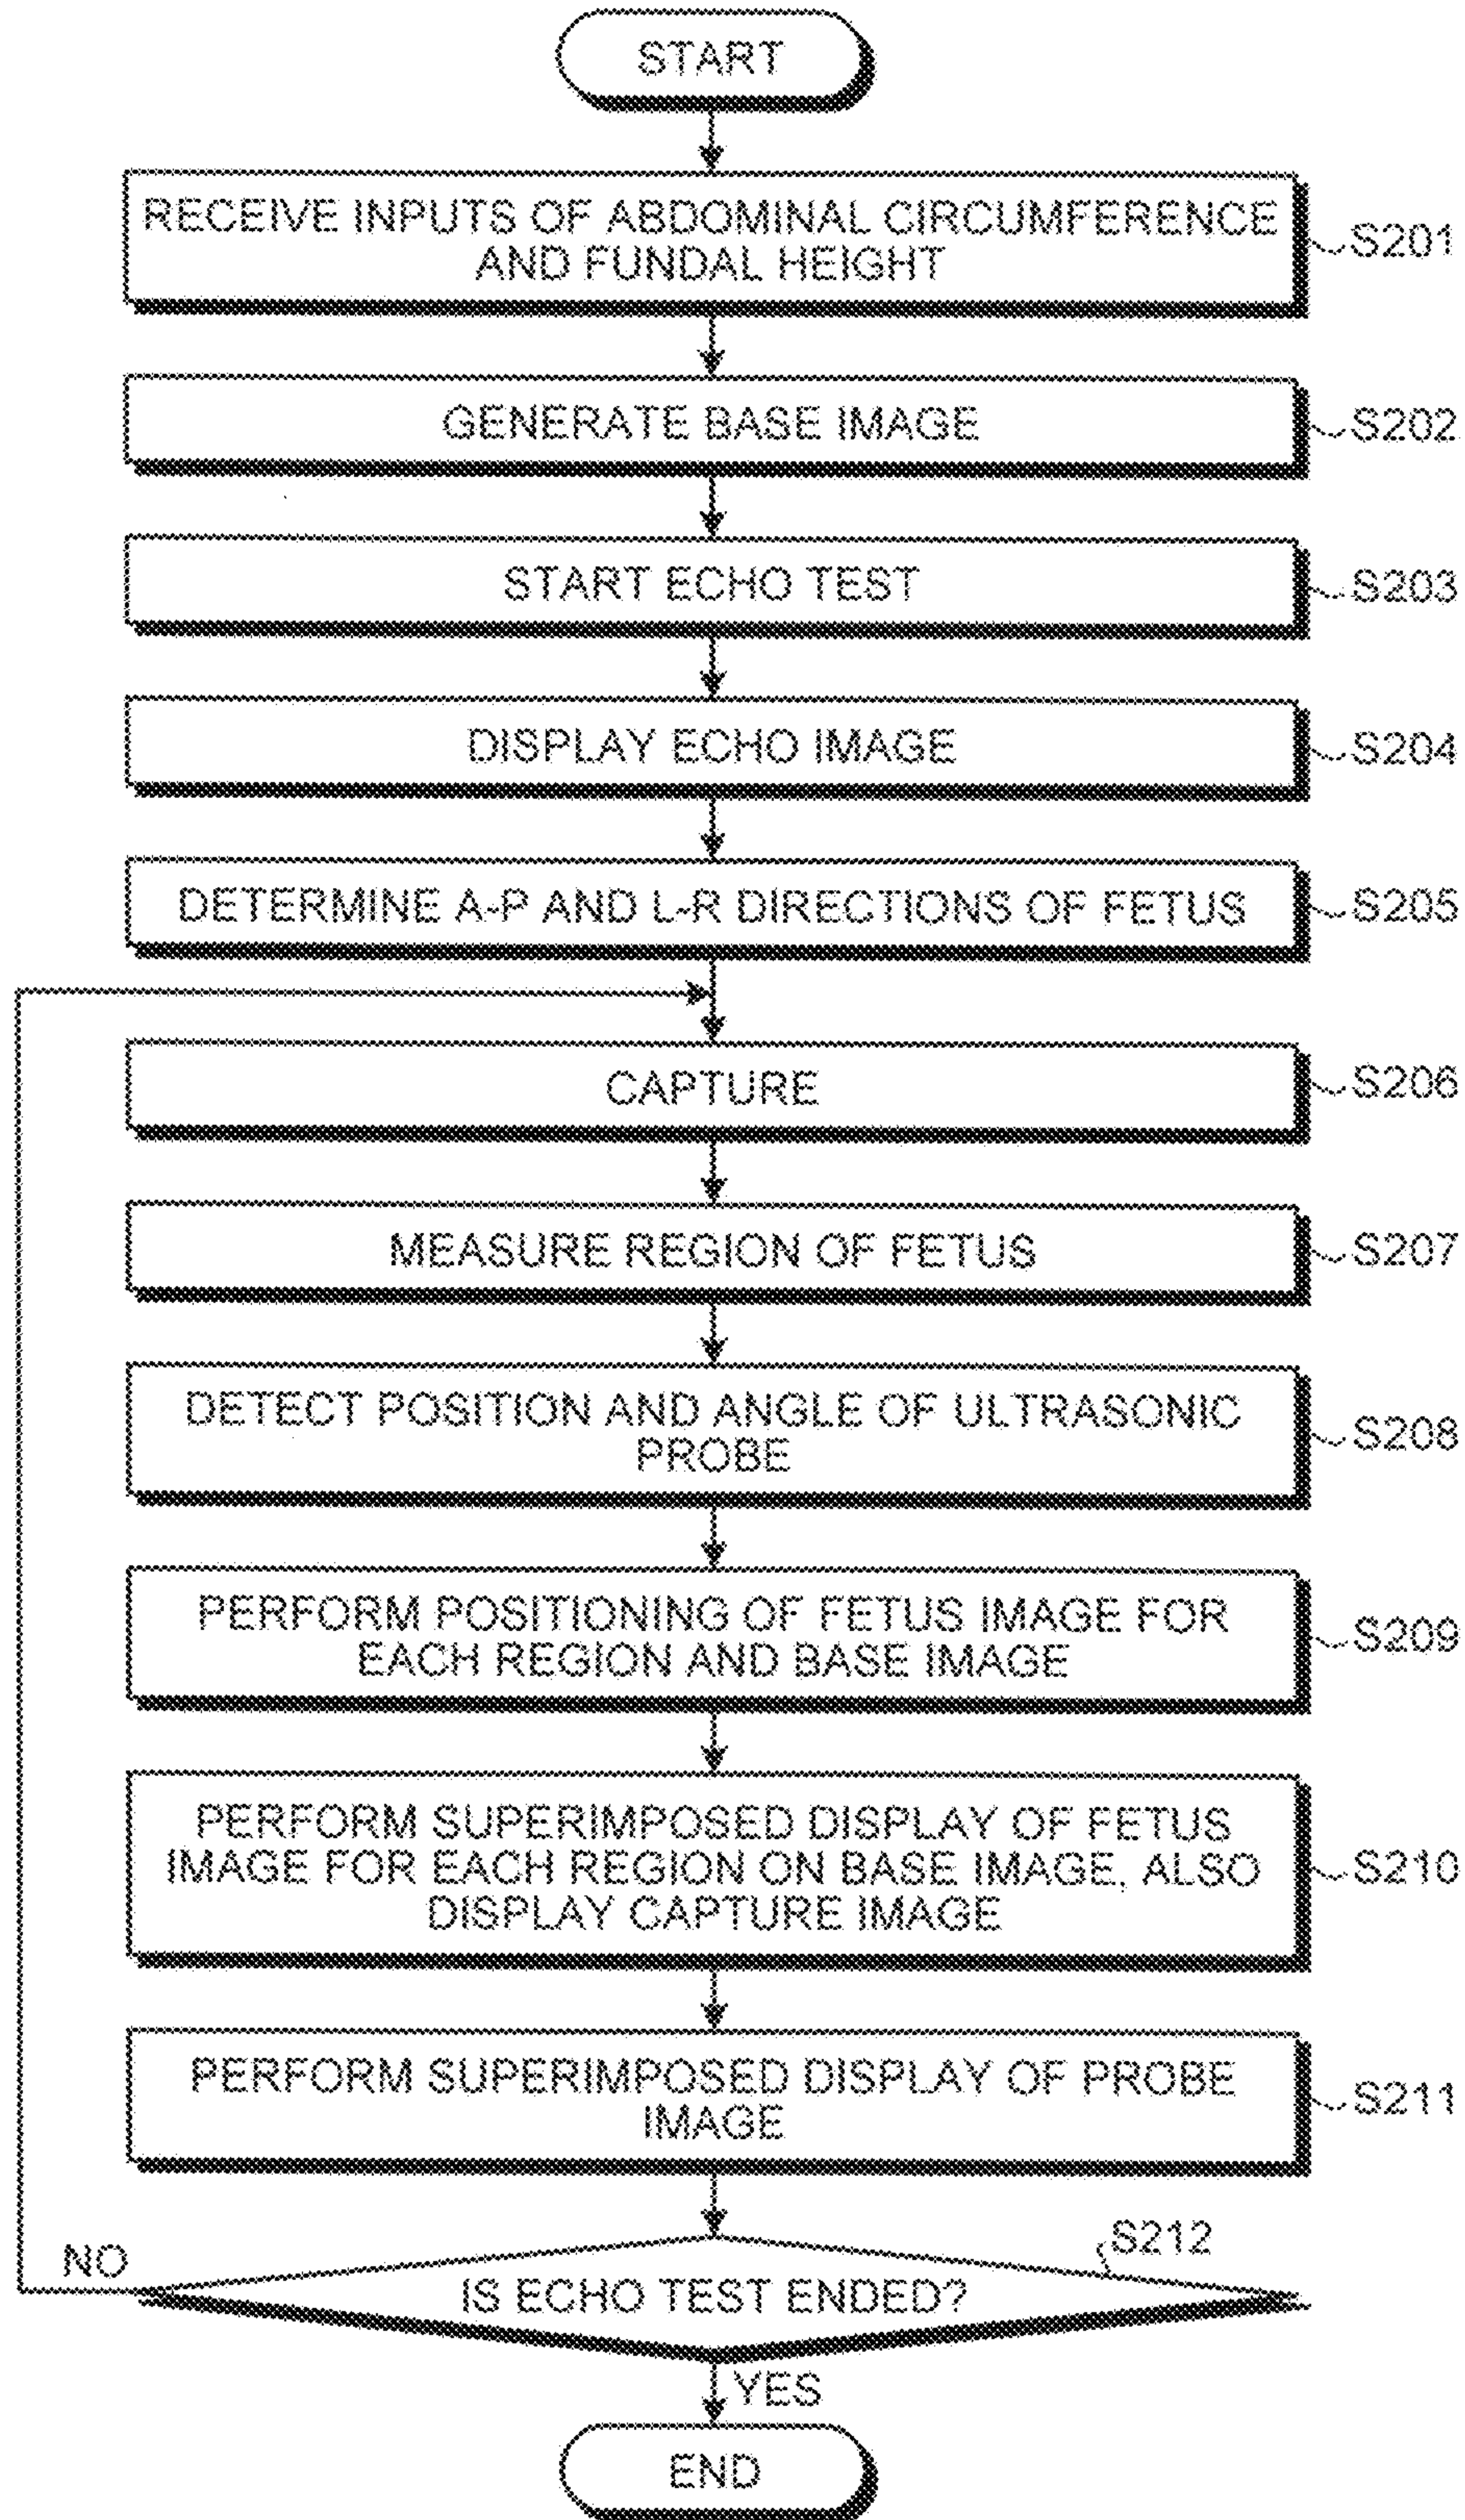 START
RECEIVE INPUTS OF ABDOMINAL CIRCUMFERENCE
AND FUNDAL HEIGHT
S201
GENERATE BASE IMAGE
S202
START ECHO TEST
S203
DISPLAY ECHO IMAGE
S204
DETERMINE A-P AND L-R DIRECTIONS OF FETUS
S205
CAPTURE
S206
MEASURE REGION OF FETUS
S207
DETECT POSITION AND ANGLE OF ULTRASONIC
PROBE
S208
PERFORM POSITIONING OF FETUS IMAGE FOR
EACH REGION AND BASE IMAGE
S209
PERFORM SUPERIMPOSED DISPLAY OF FETUS
IMAGE FOR EACH REGION ON BASE IMAGE, ALSO
DISPLAY CAPTURE IMAGE
S210
PERFORM SUPERIMPOSED DISPLAY OF PROBE
IMAGE
S211
S212
NO
IS ECHO TEST ENDED?
YES
END